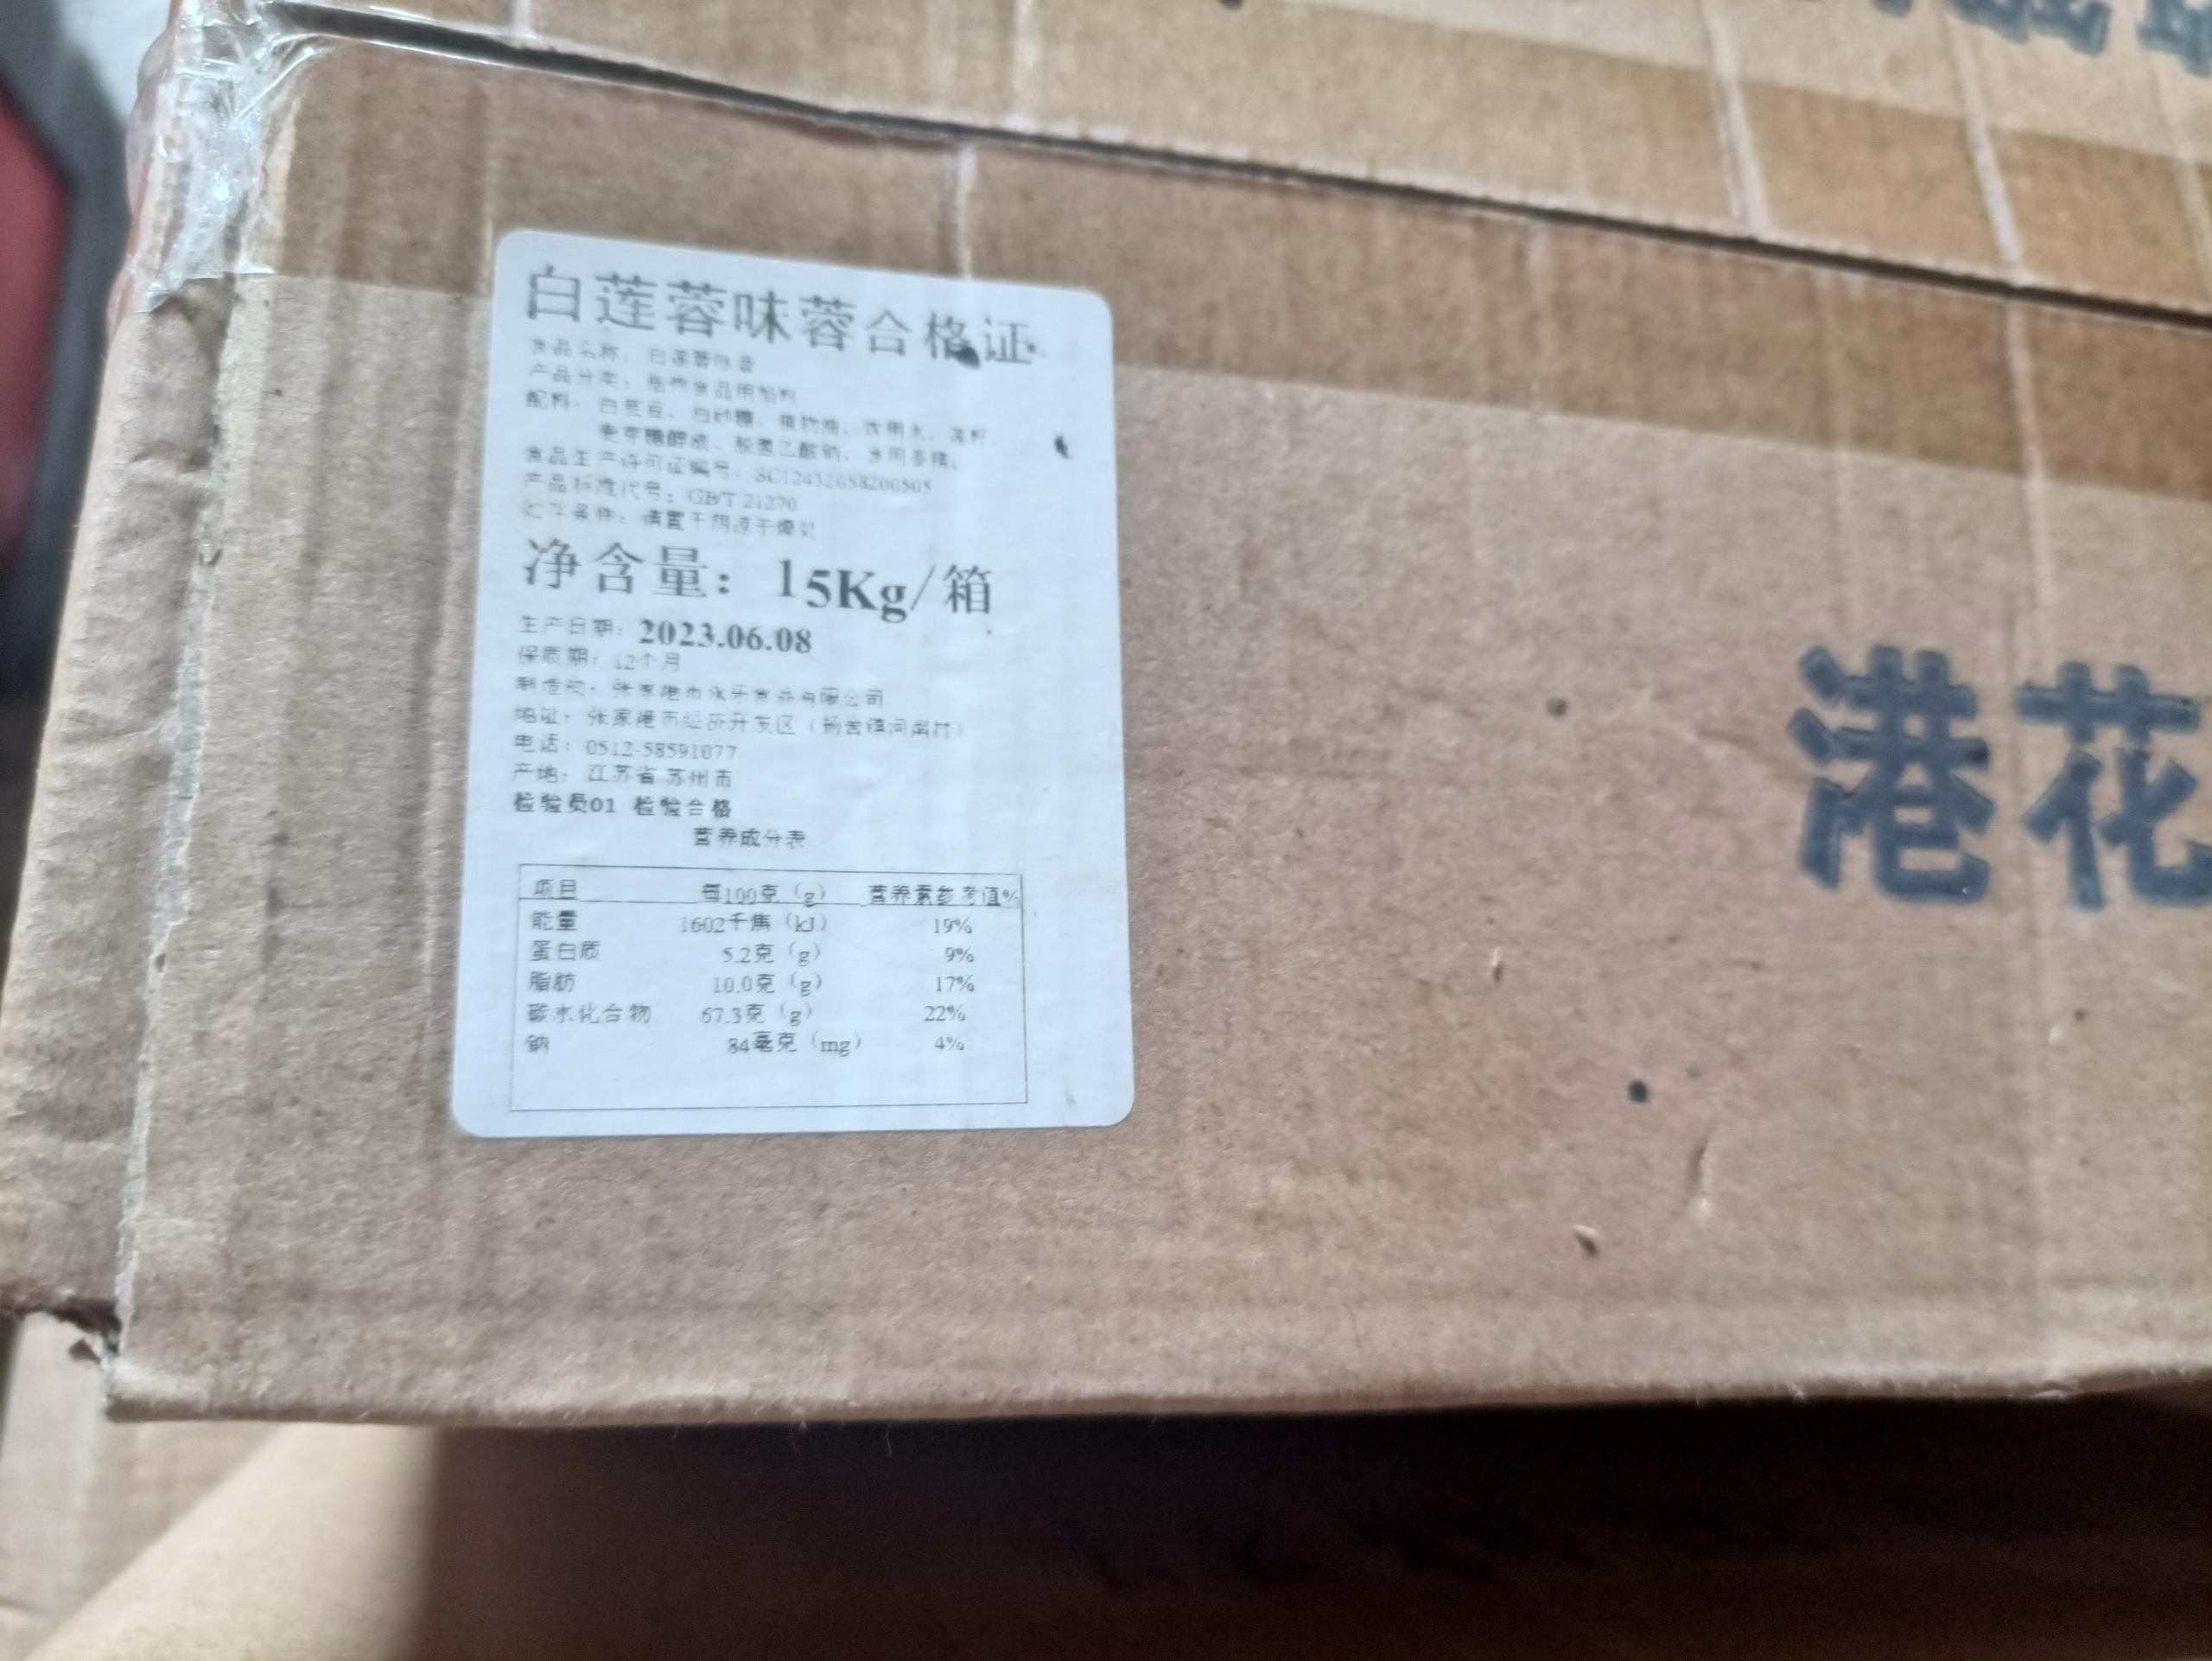 白莲蓉味蓉合格证
食品名称：白莲蓉味蓉
产品分类：焙烤食品用馅料
配料：白芸豆、白砂糖、植物油、饮用水、莲籽、
麦芽糖醇液、脱氢乙酸钠、食用香精。
食品生产许可证编号：SC12432058200505
产品标准代号：GB/T 21270
贮存条件：请置于阴凉干燥处
净含量：15Kg/箱
生产日期：2023.06.08
保质期：12个月
制造商：张家港市永乐食品有限公司
地址：张家港市经济开发区（杨舍镇河南村）
电话：0512-58591077
产地：江苏省 苏州市
检验员01 检验合格
营养成分表
项目 每100克（g） 营养素参考值%
能量 1602千焦（kJ） 19%
蛋白质 5.2克（g） 9%
脂肪 10.0克（g） 17%
碳水化合物 67.3克（g） 22%
钠 84毫克（mg） 4%
港花